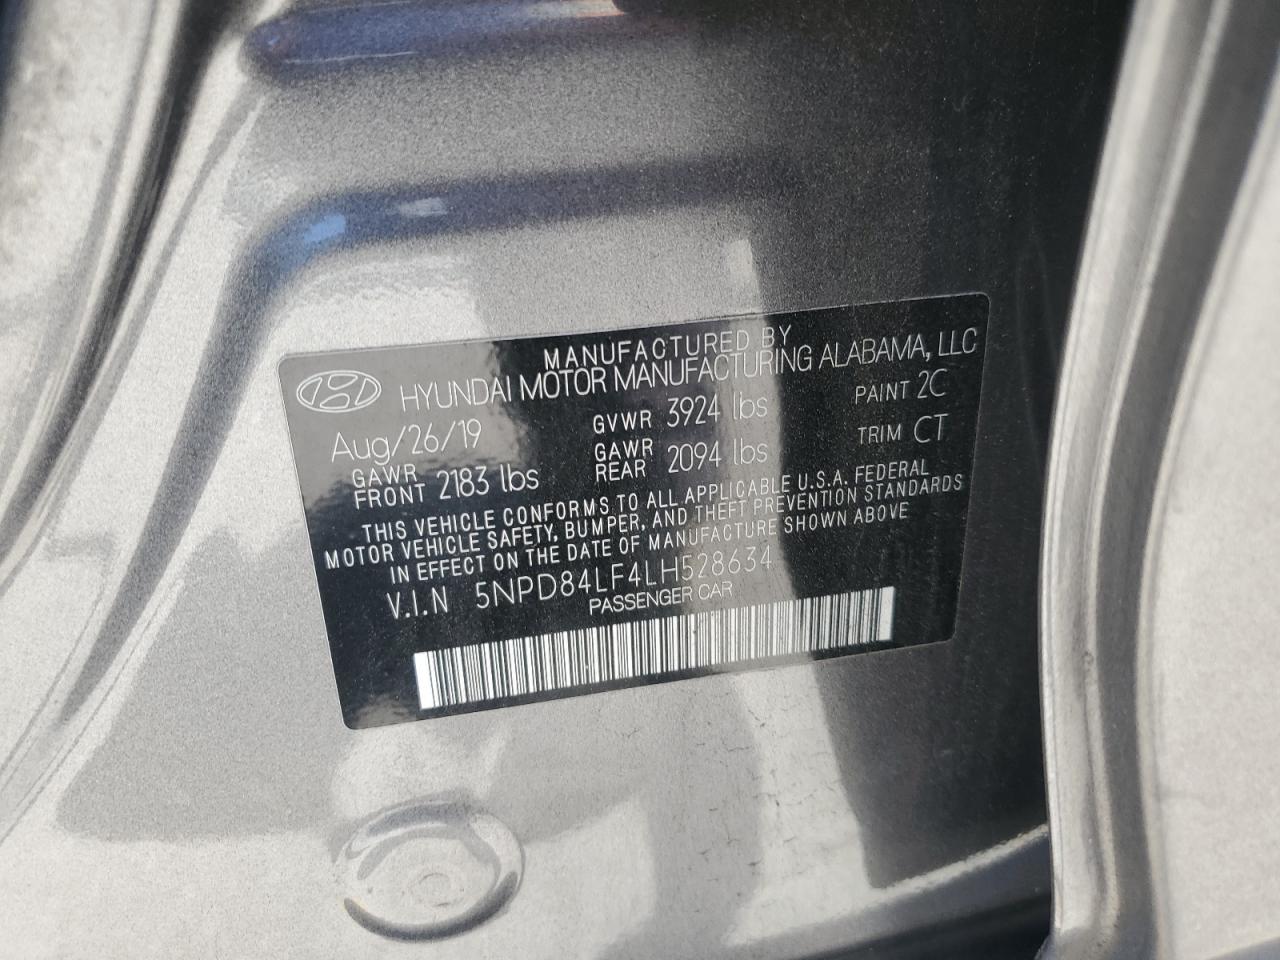 MANUFACTURED BY
HYUNDAI MOTOR MANUFACTURING ALABAMA, LLC
Aug/26/19 GVWR 3924 lbs PAINT 2C
GAWR FRONT 2183 lbs GAWR REAR 2094 lbs TRIM CT
THIS VEHICLE CONFORMS TO ALL APPLICABLE U.S.A. FEDERAL
MOTOR VEHICLE SAFETY, BUMPER, AND THEFT PREVENTION STANDARDS
IN EFFECT ON THE DATE OF MANUFACTURE SHOWN ABOVE
V.I.N 5NPD84LF4LH528634
PASSENGER CAR